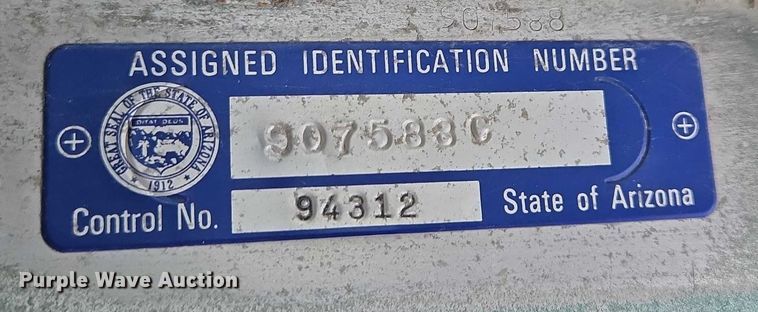 907588
ASSIGNED IDENTIFICATION NUMBER
GREAT SEAL OF THE STATE OF ARIZONA
DITAT DEUS
1912
907588C
Control No. 94312 State of Arizona
Purple Wave Auction